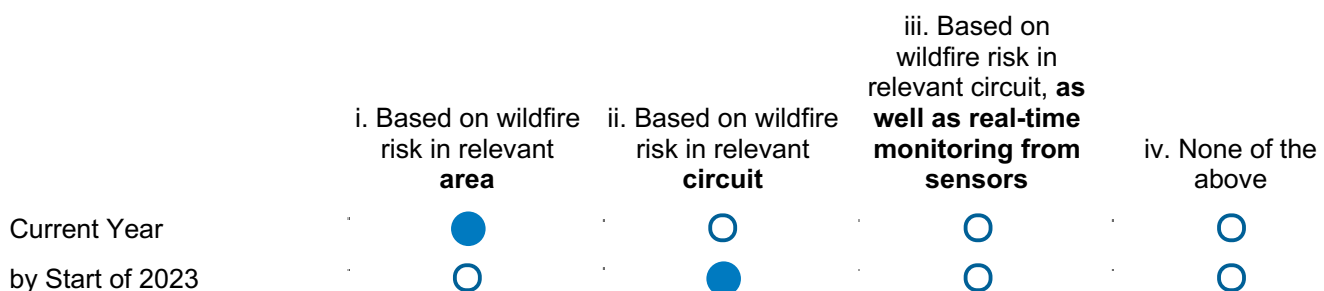 i. Based on wildfire
risk in relevant
area
ii. Based on wildfire
risk in relevant
circuit
iii. Based on
wildfire risk in
relevant circuit, as
well as real-time
monitoring from
sensors
iv. None of the
above
Current Year
by Start of 2023